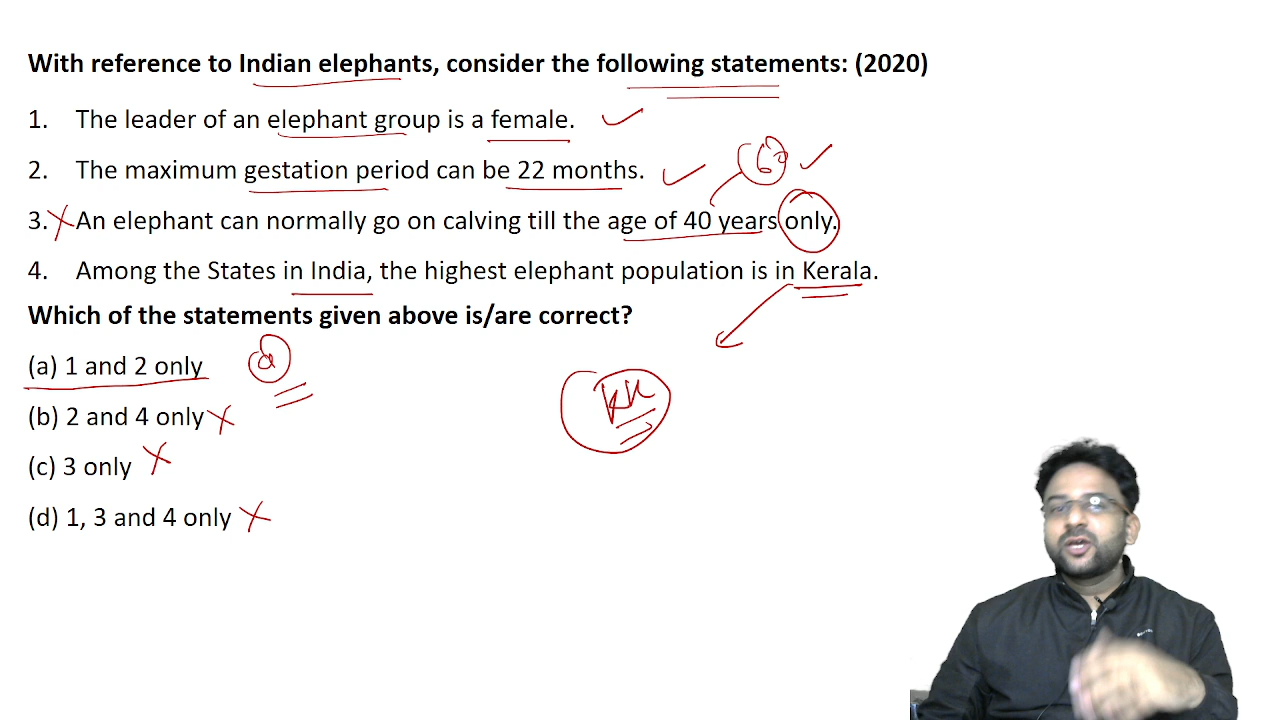 With reference to Indian elephants, consider the following statements: (2020)
1. The leader of an elephant group is a female.
2. The maximum gestation period can be 22 months.
60
3. An elephant can normally go on calving till the age of 40 years only.
4. Among the States in India, the highest elephant population is in Kerala.
Which of the statements given above is/are correct?
(a) 1 and 2 only
a
(b) 2 and 4 only
(c) 3 only
(d) 1, 3 and 4 only